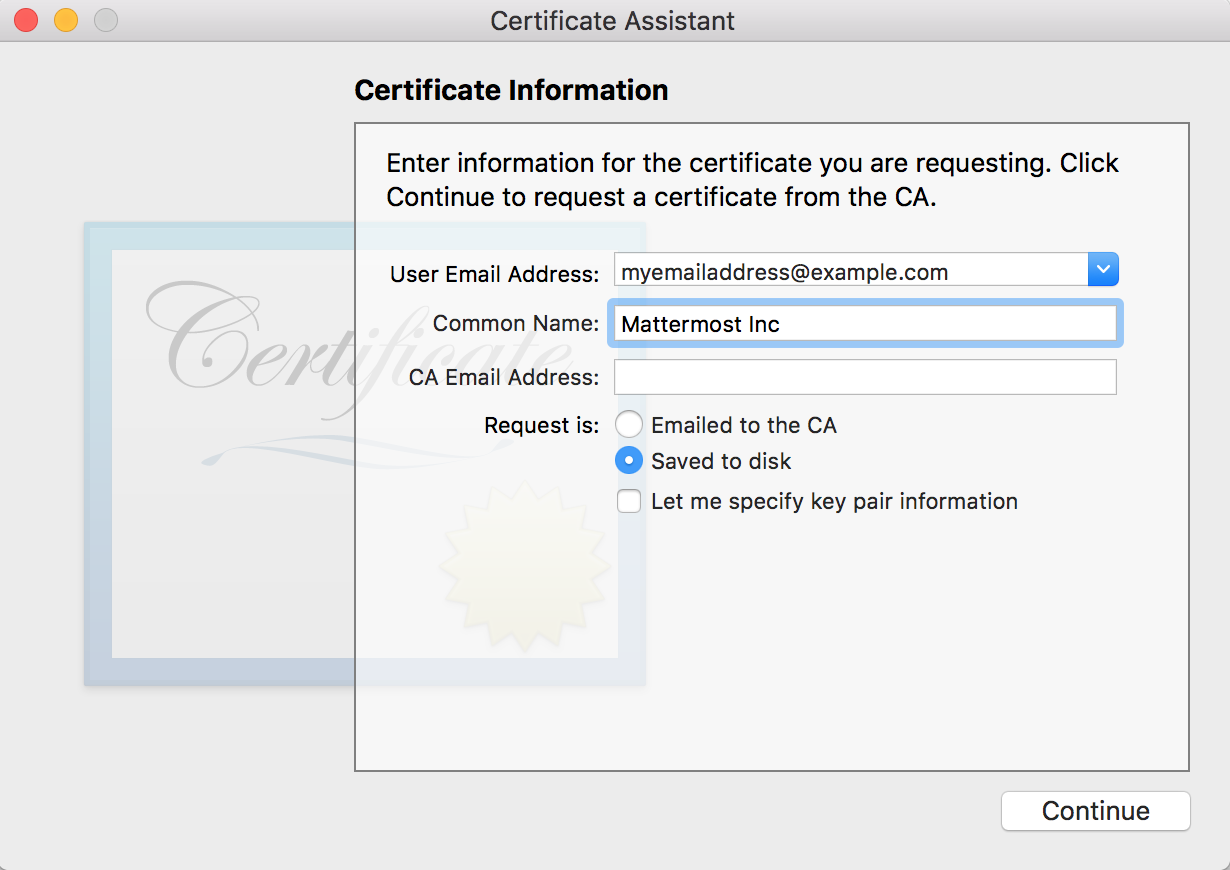 Certificate Assistant
Certificate Information
Enter information for the certificate you are requesting. Click
Continue to request a certificate from the CA.
Certificate
User Email Address: myemailaddress@example.com
Common Name: Mattermost Inc
CA Email Address:
Request is: Emailed to the CA
Saved to disk
Let me specify key pair information
Continue